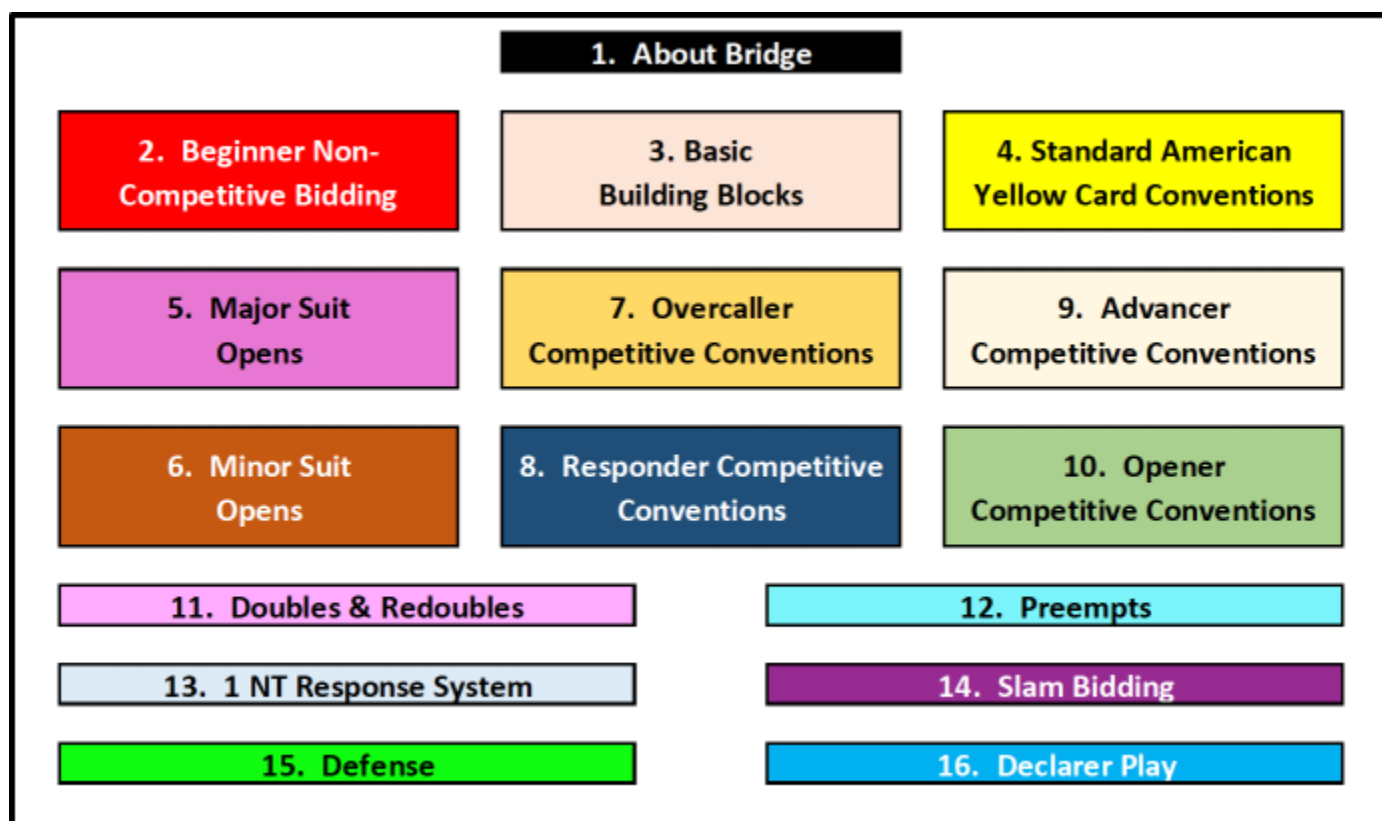 1. About Bridge
2. Beginner Non-
Competitive Bidding
3. Basic
Building Blocks
4. Standard American
Yellow Card Conventions
5. Major Suit
Opens
7. Overcaller
Competitive Conventions
9. Advancer
Competitive Conventions
6. Minor Suit
Opens
8. Responder Competitive
Conventions
10. Opener
Competitive Conventions
11. Doubles & Redoubles
12. Preempts
13. 1 NT Response System
14. Slam Bidding
15. Defense
16. Declarer Play